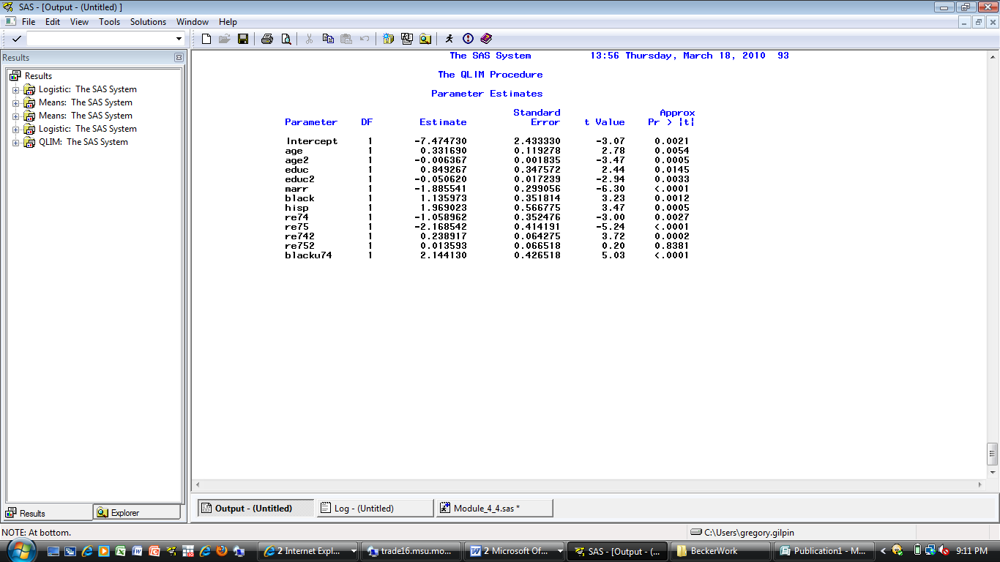 SAS - [Output - (Untitled) ]
File Edit View Tools Solutions Window Help
Results
The SAS System 13:56 Thursday, March 18, 2010 93
The QLIM Procedure
Parameter Estimates
Standard Approx
Parameter DF Estimate Error t Value Pr > |t|
Intercept 1 -7.474730 2.433330 -3.07 0.0021
age 1 0.331690 0.119278 2.78 0.0054
age2 1 -0.006367 0.001835 -3.47 0.0005
educ 1 0.849267 0.347572 2.44 0.0145
educ2 1 -0.050620 0.017239 -2.94 0.0033
marr 1 -1.885541 0.299056 -6.30 <.0001
black 1 1.135973 0.351814 3.23 0.0012
hisp 1 1.969023 0.566775 3.47 0.0005
re74 1 -1.058962 0.352476 -3.00 0.0027
re75 1 -2.168542 0.414191 -5.24 <.0001
re742 1 0.238917 0.064275 3.72 0.0002
re752 1 0.013593 0.066518 0.20 0.8381
blacku74 1 2.144130 0.426518 5.03 <.0001
Results
Logistic: The SAS System
Means: The SAS System
Means: The SAS System
Logistic: The SAS System
QLIM: The SAS System
Results Explorer
Output - (Untitled) Log - (Untitled) Module_4_4.sas *
NOTE: At bottom. C:\Users\gregory.gilpin
2 Internet Expl... trade16.msu.mo... 2 Microsoft Of... SAS - [Output - (... BeckerWork Publication1 - M... 9:11 PM